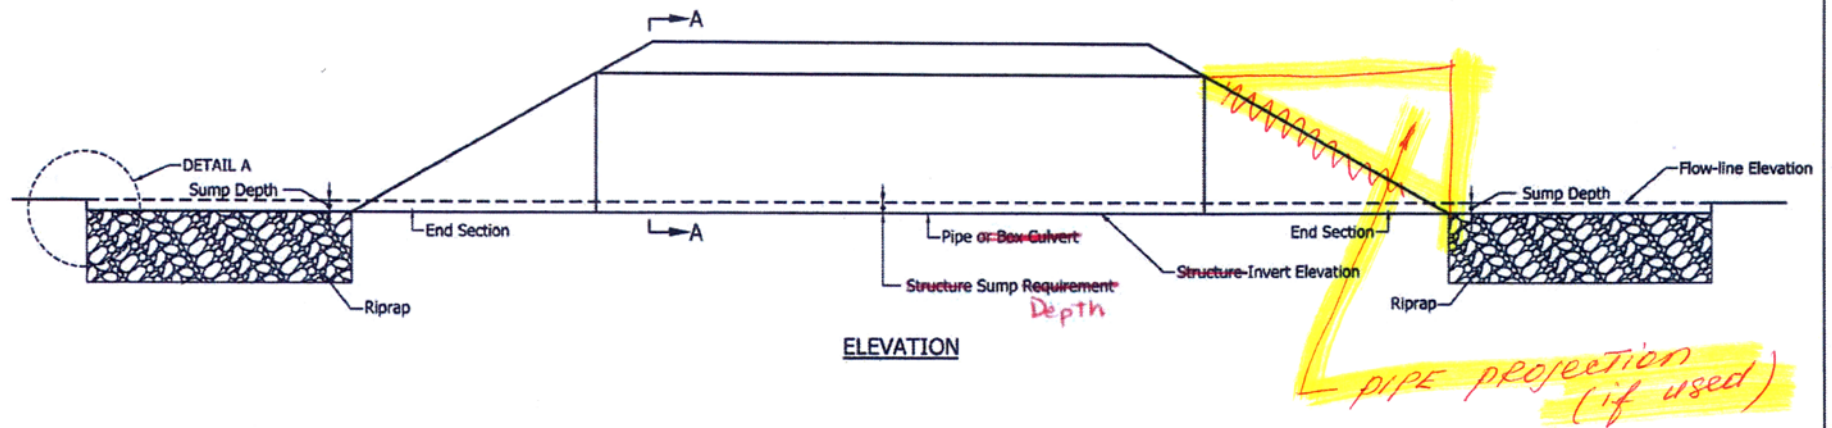 A
DETAIL A
Sump Depth
End Section
A
Pipe or Box Culvert
Structure Sump Requirement
Depth
Structure-Invert Elevation
End Section
Sump Depth
Flow-line Elevation
Riprap
Riprap
ELEVATION
PIPE PROJECTION
(if used)